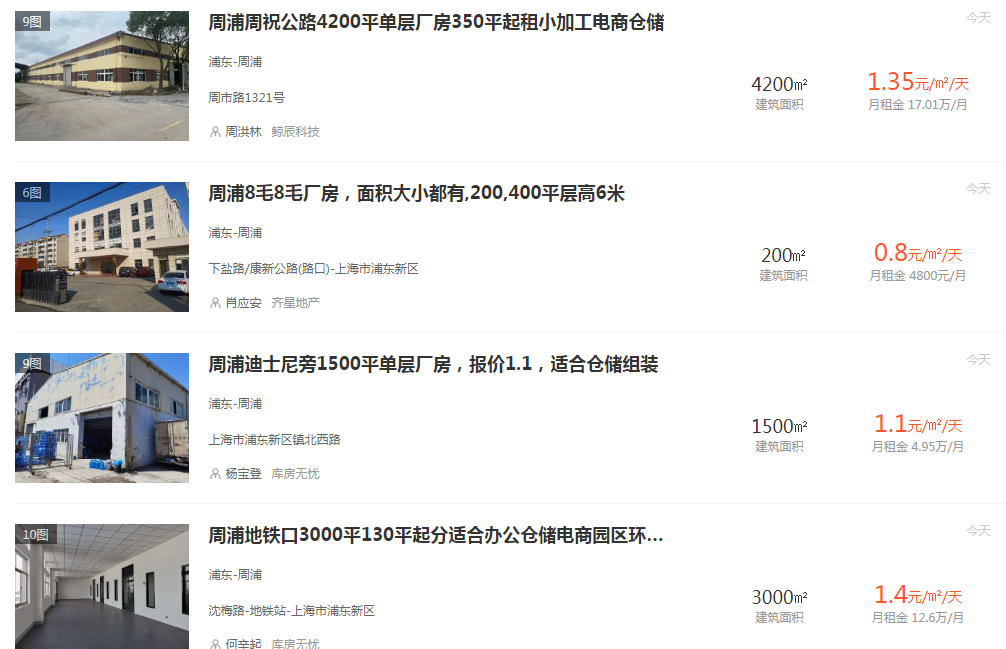 9图
周浦周祝公路4200平单层厂房350平起租小加工电商仓储
今天
浦东-周浦
周市路1321号
周洪林 鲸辰科技
4200m²
建筑面积
1.35元/m²/天
月租金 17.01万/月
6图
周浦8毛8毛厂房，面积大小都有,200,400平层高6米
今天
浦东-周浦
下盐路/康新公路(路口)-上海市浦东新区
肖应安 齐星地产
200m²
建筑面积
0.8元/m²/天
月租金 4800元/月
9图
周浦迪士尼旁1500平单层厂房，报价1.1，适合仓储组装
今天
浦东-周浦
上海市浦东新区镇北西路
杨宝登 库房无忧
1500m²
建筑面积
1.1元/m²/天
月租金 4.95万/月
10图
周浦地铁口3000平130平起分适合办公仓储电商园区环...
今天
浦东-周浦
沈梅路-地铁站-上海市浦东新区
何辛起 库房无忧
3000m²
建筑面积
1.4元/m²/天
月租金 12.6万/月